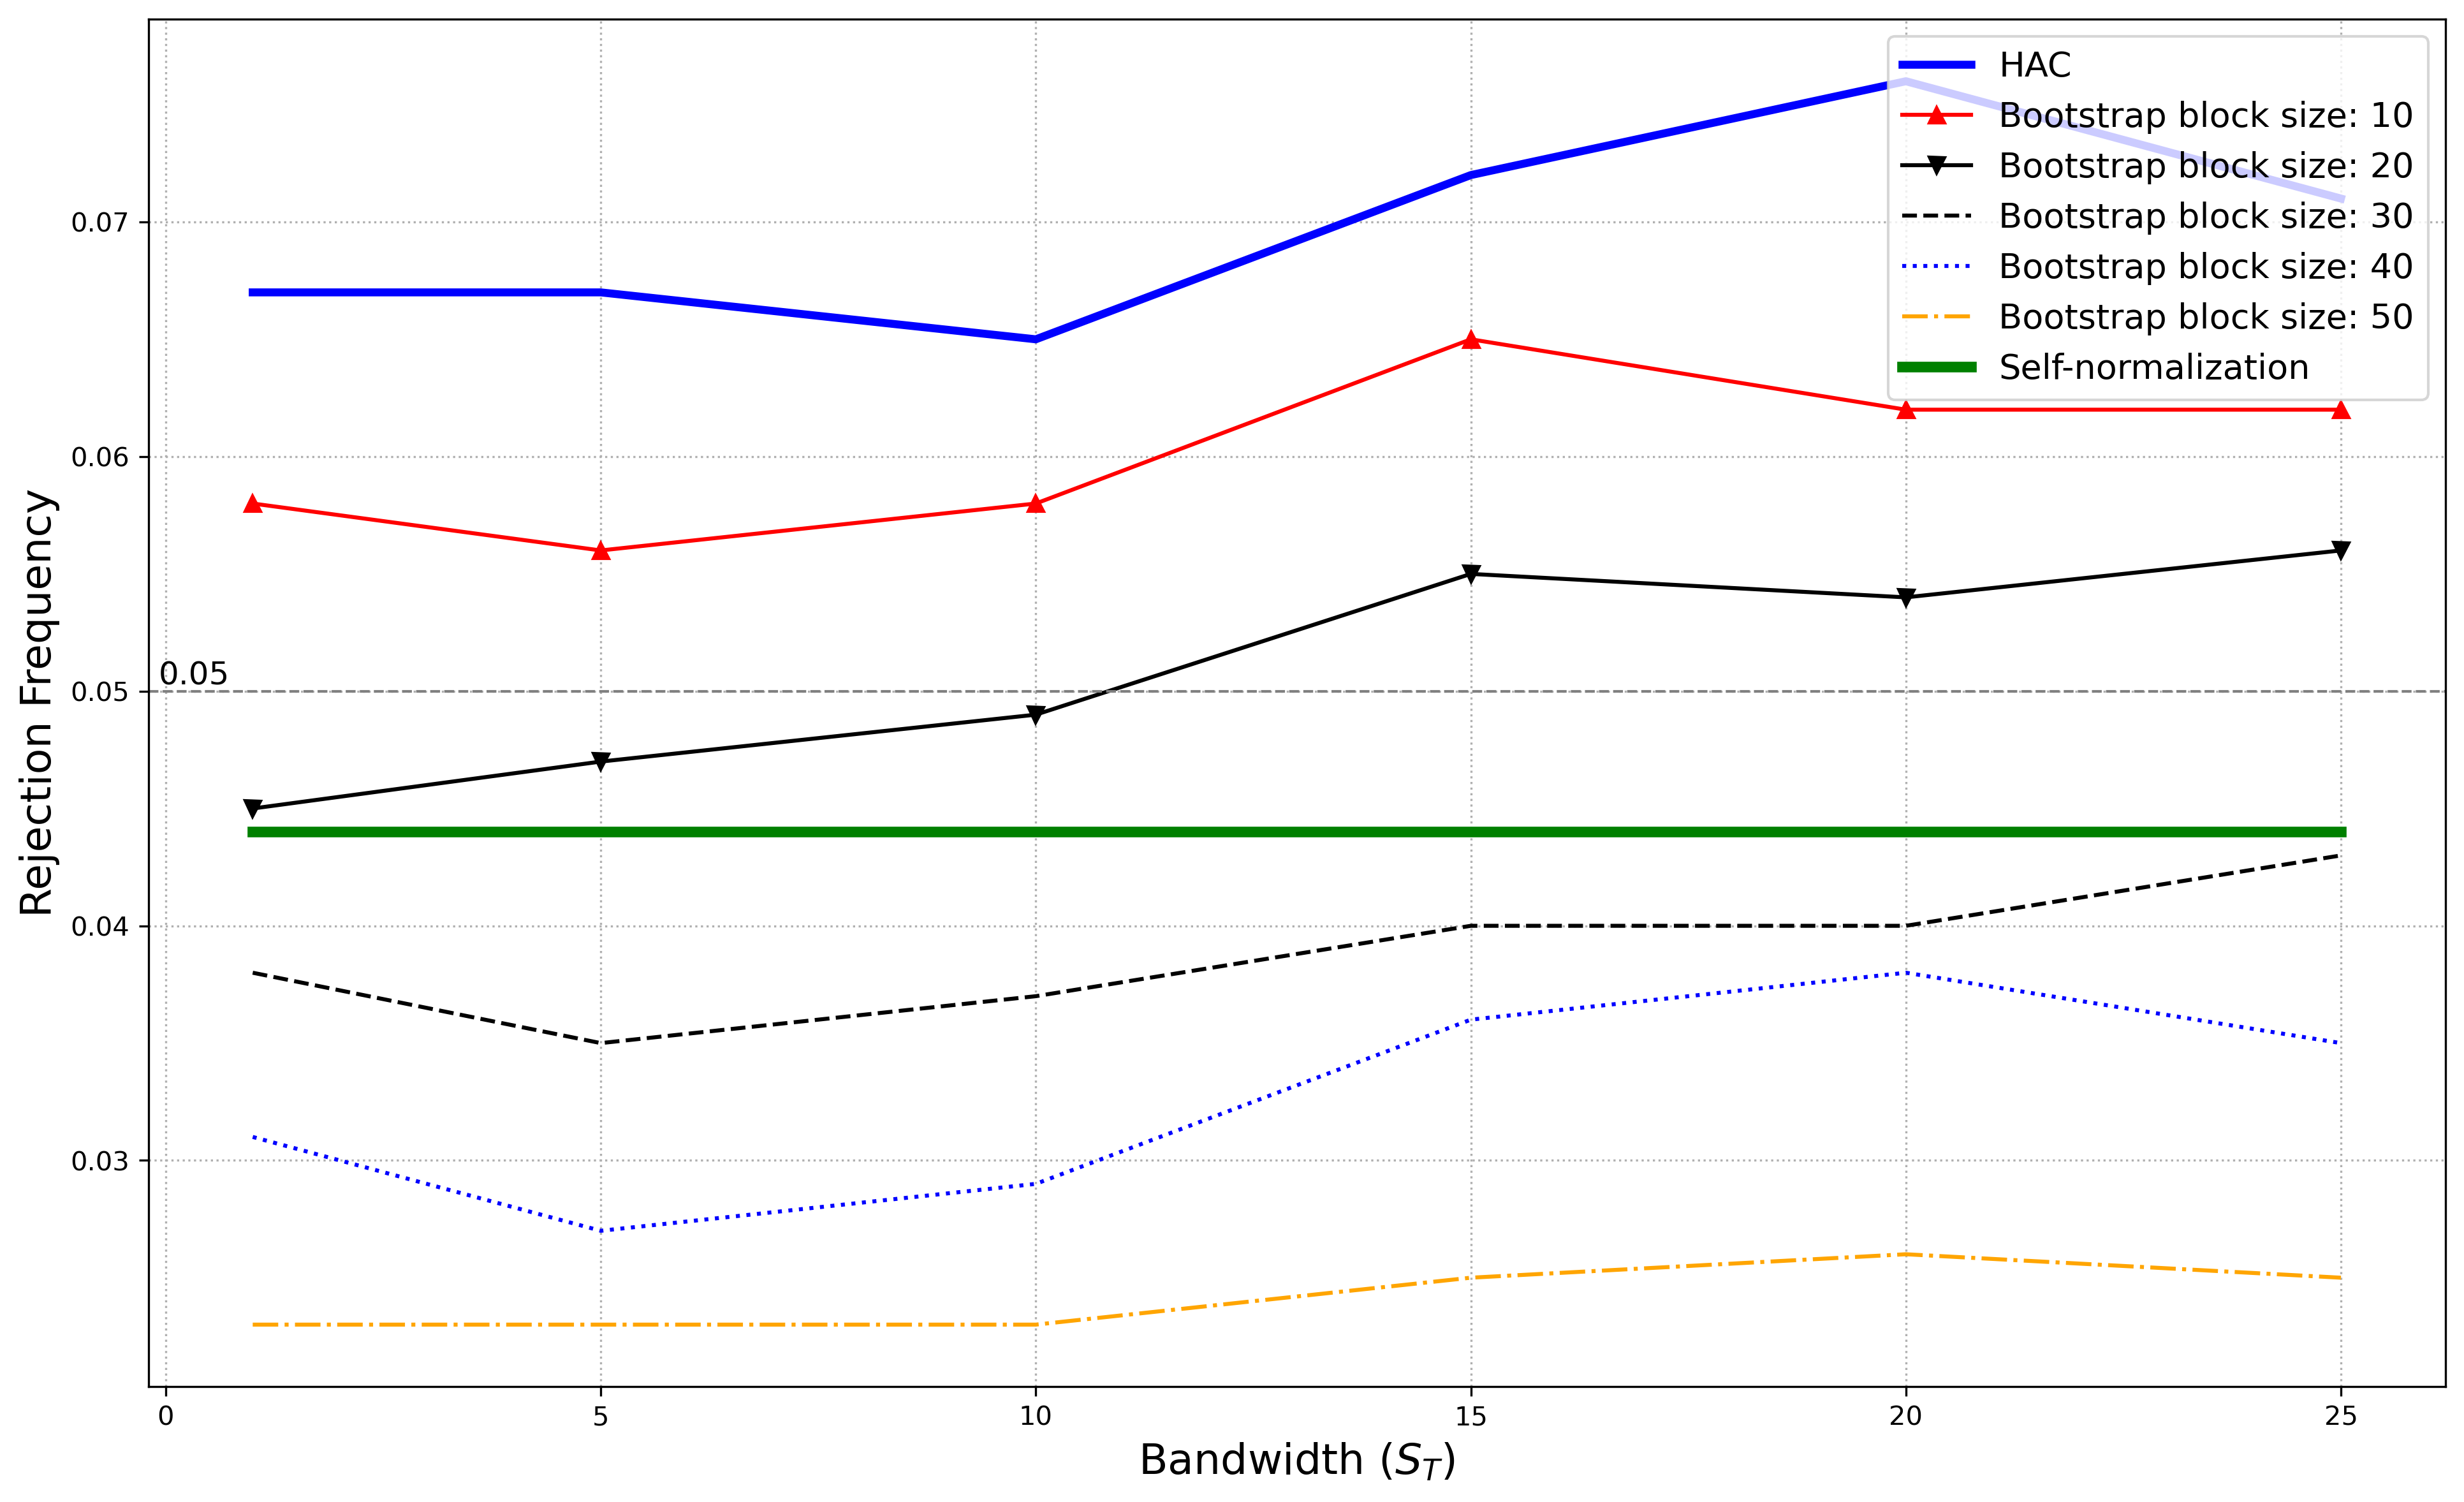 HAC
Bootstrap block size: 10
Bootstrap block size: 20
Bootstrap block size: 30
Bootstrap block size: 40
Bootstrap block size: 50
Self-normalization
0.07
0.06
0.05
0.05
0.04
0.03
Rejection Frequency
0 5 10 15 20 25
Bandwidth ($S_T$)